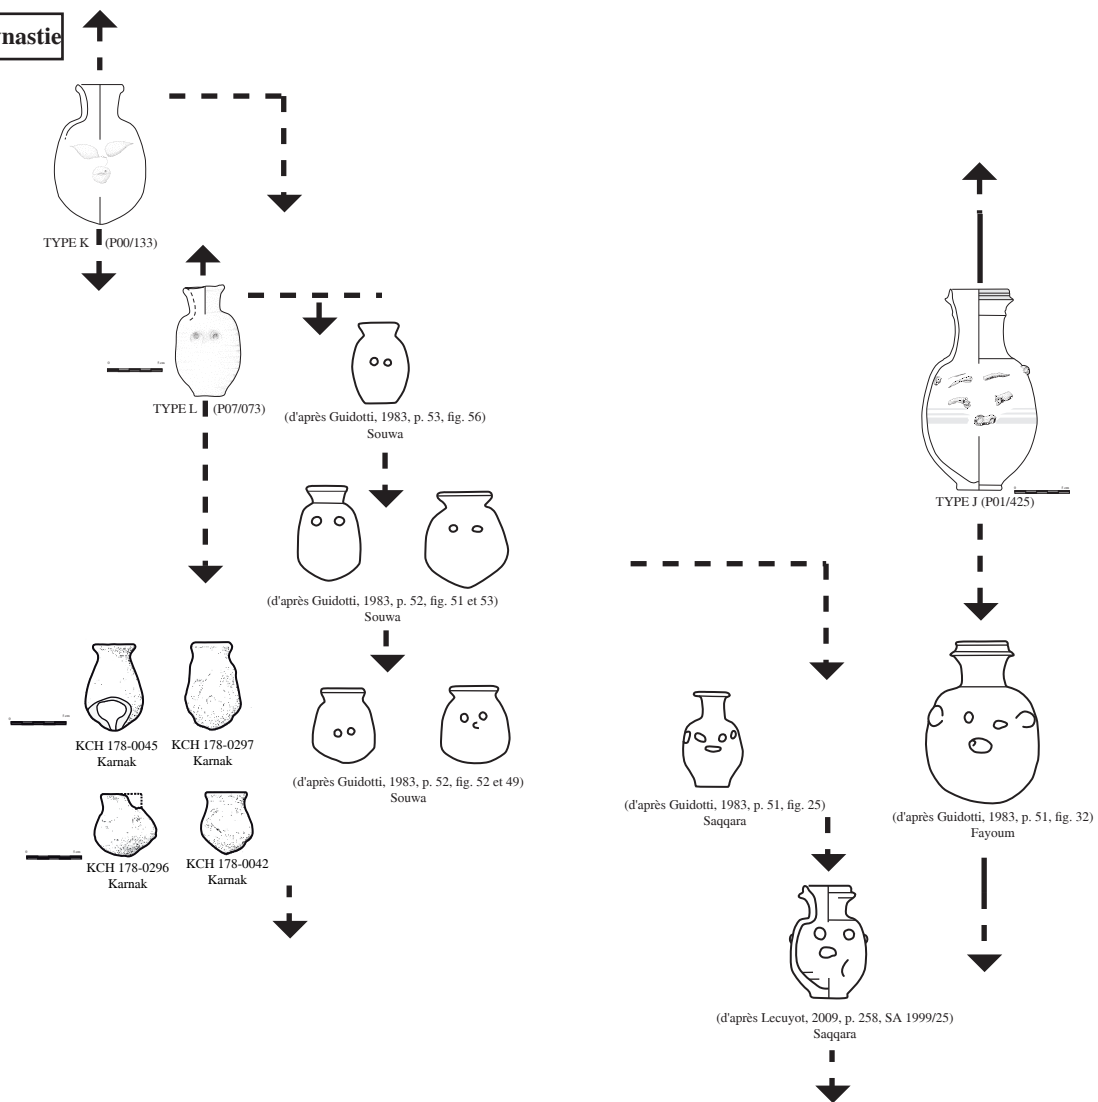 nastie
TYPE K (P00/133)
TYPE L (P07/073)
(d'après Guidotti, 1983, p. 53, fig. 56)
Souwa
TYPE J (P01/425)
(d'après Guidotti, 1983, p. 52, fig. 51 et 53)
Souwa
KCH 178-0045
Karnak
KCH 178-0297
Karnak
(d'après Guidotti, 1983, p. 52, fig. 52 et 49)
Souwa
(d'après Guidotti, 1983, p. 51, fig. 25)
Saqqara
(d'après Guidotti, 1983, p. 51, fig. 32)
Fayoum
KCH 178-0296
Karnak
KCH 178-0042
Karnak
(d'après Lecuyot, 2009, p. 258, SA 1999/25)
Saqqara